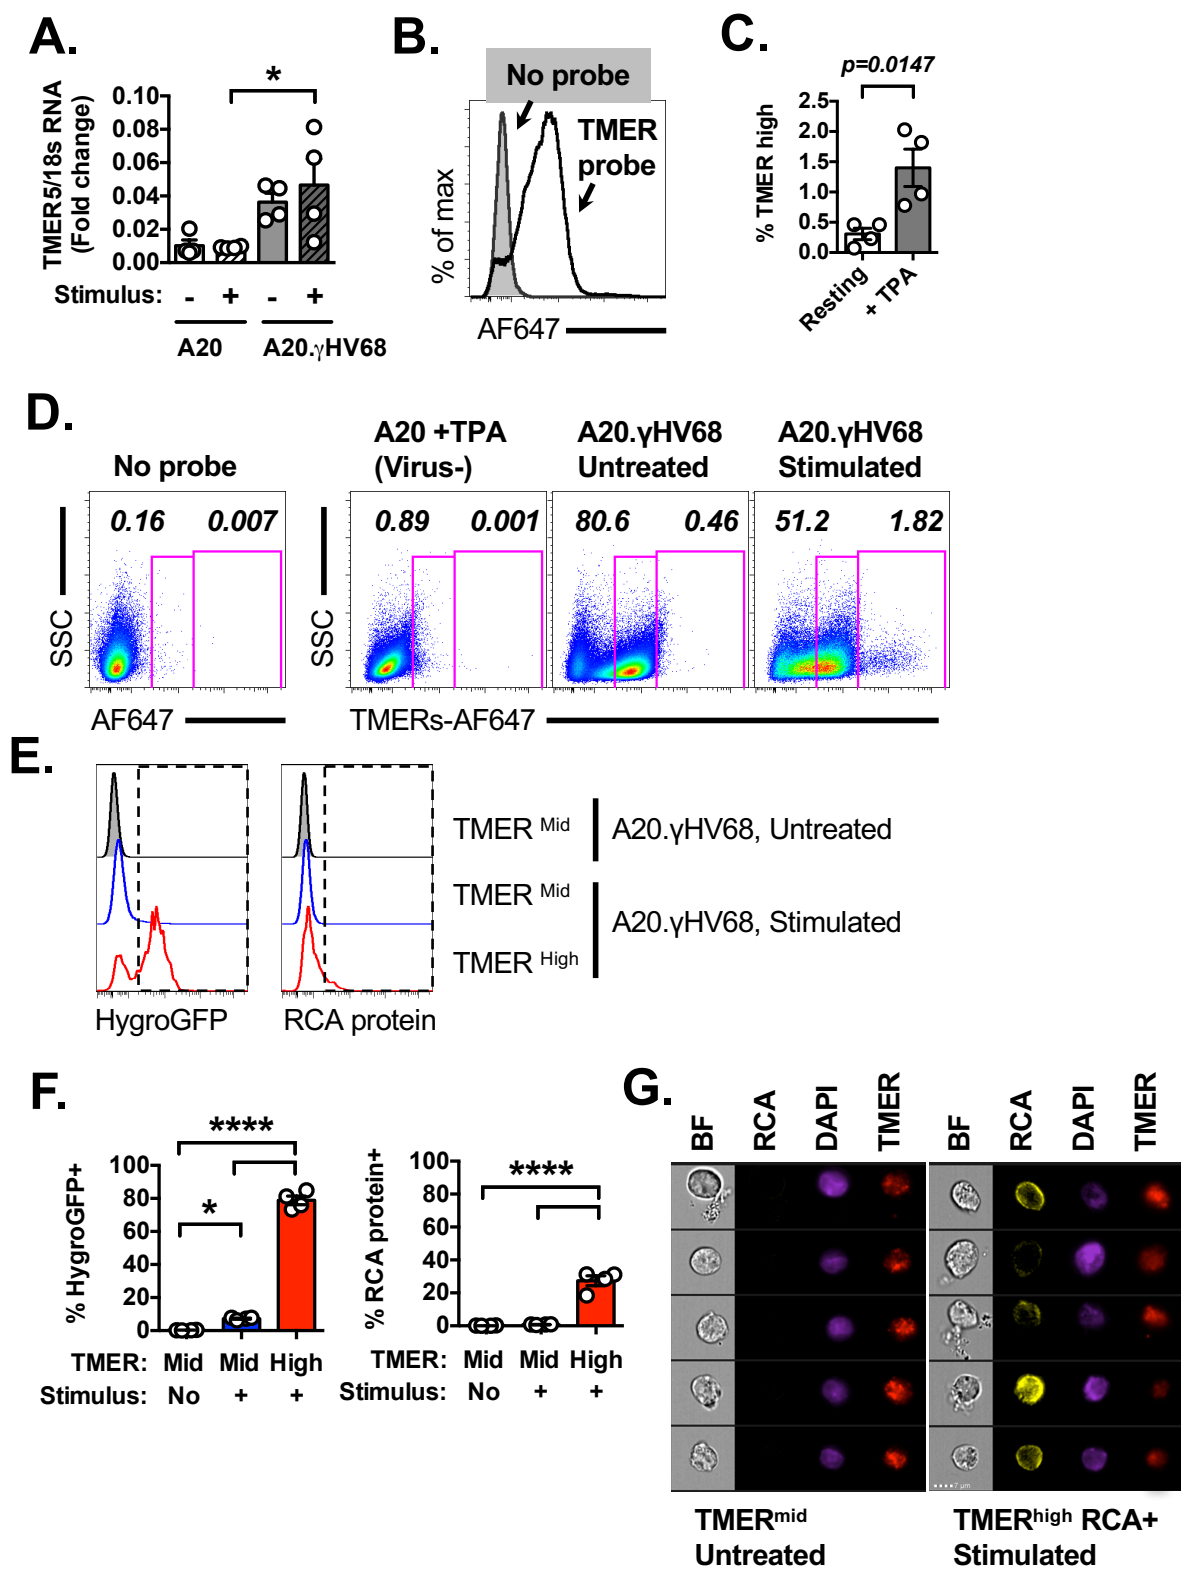 A.
TMER5/18s RNA
(Fold change)
0.10
0.08
0.06
0.04
0.02
0.00
*
Stimulus: - + - +
A20 A20.γHV68
B.
No probe
TMER
probe
% of max
AF647
C.
p=0.0147
% TMER high
2.5
2.0
1.5
1.0
0.5
0.0
Resting
+ TPA
D.
No probe
A20 +TPA
(Virus-)
A20.γHV68
Untreated
A20.γHV68
Stimulated
0.16 0.007
0.89 0.001
80.6 0.46
51.2 1.82
SSC
SSC
AF647
TMERs-AF647
E.
TMER Mid
A20.γHV68, Untreated
TMER Mid
A20.γHV68, Stimulated
TMER High
HygroGFP
RCA protein
F.
% HygroGFP+
100
80
60
40
20
0
****
*
TMER: Mid Mid High
Stimulus: No + +
% RCA protein+
100
80
60
40
20
0
****
TMER: Mid Mid High
Stimulus: No + +
G.
BF RCA DAPI TMER
BF RCA DAPI TMER
7 µm
TMERmid
Untreated
TMERhigh RCA+
Stimulated